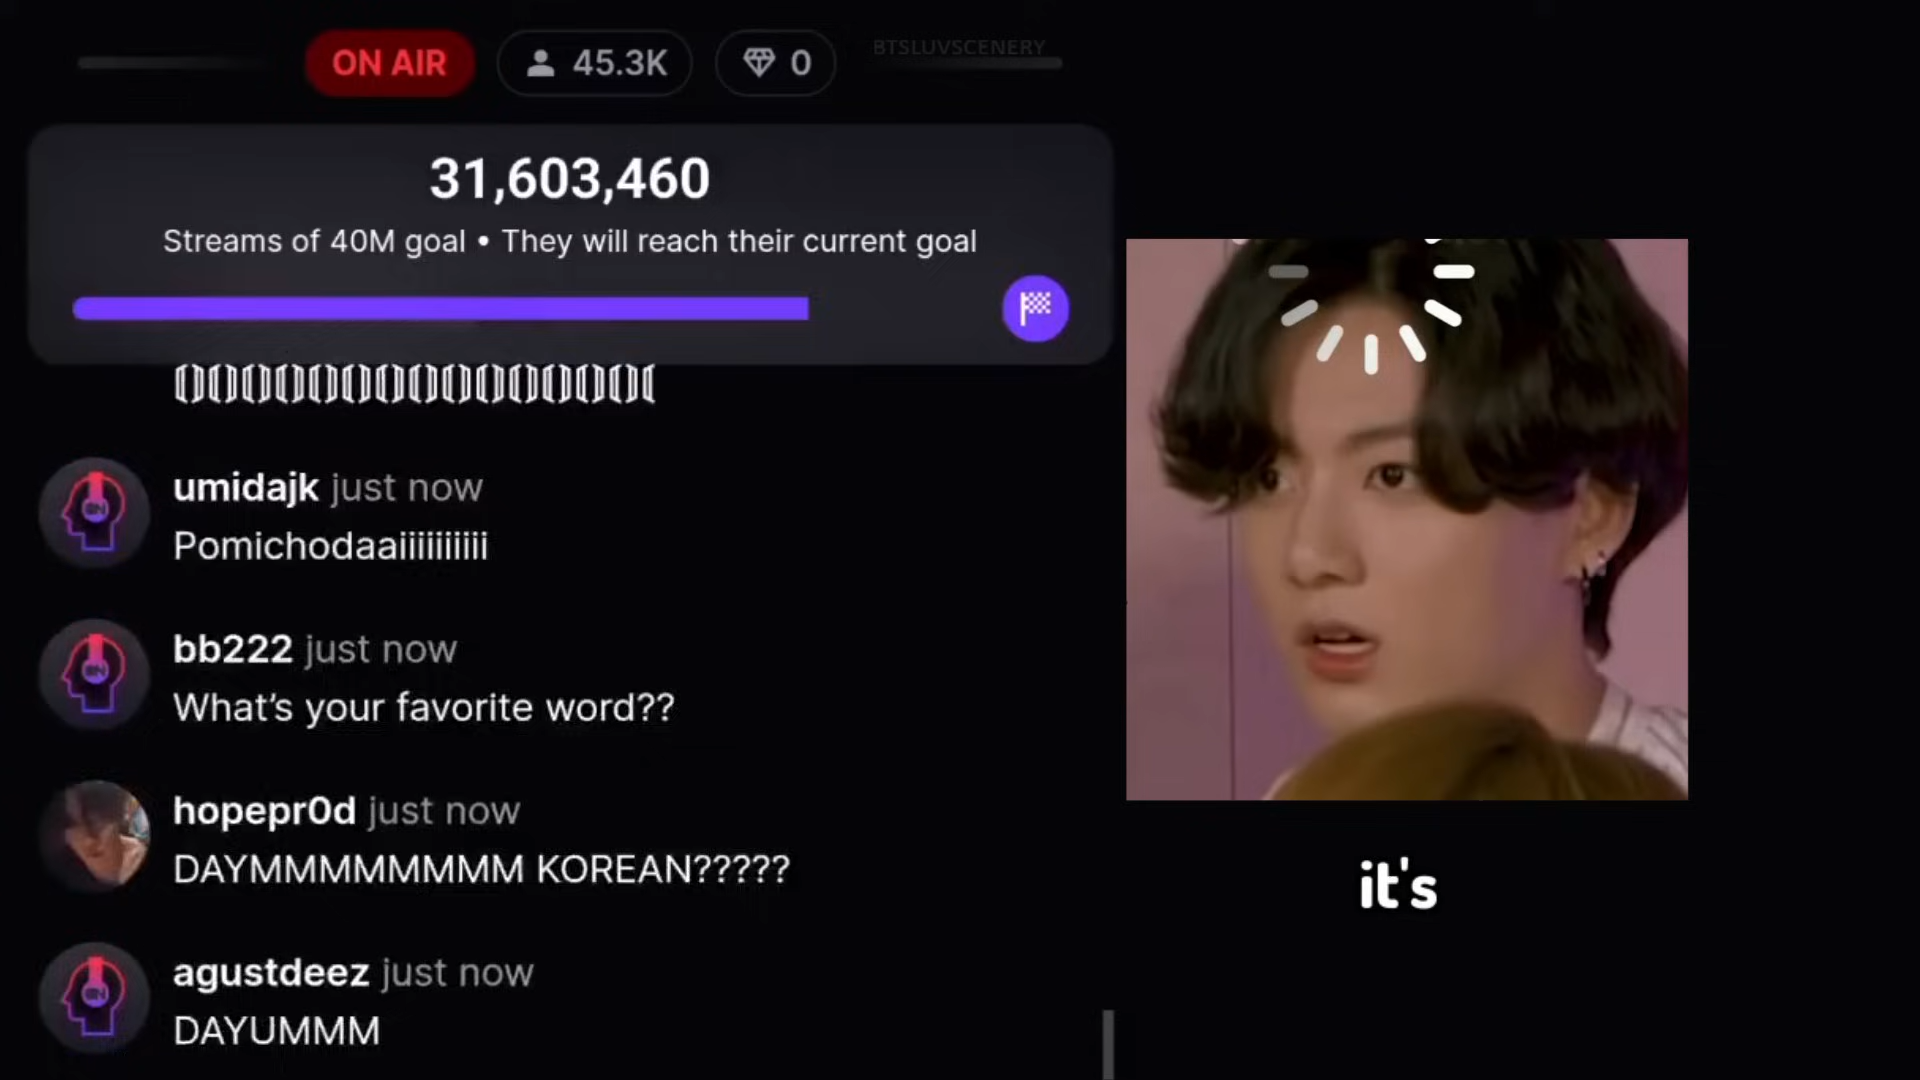 ON AIR
45.3K
0
BTSLUVSCENERY
31,603,460
Streams of 40M goal • They will reach their current goal
umidajk just now
Pomichodaaiiiiiiiiii
bb222 just now
What's your favorite word??
hopepr0d just now
DAYMMMMMMMM KOREAN?????
agustdeez just now
DAYUMMM
it's